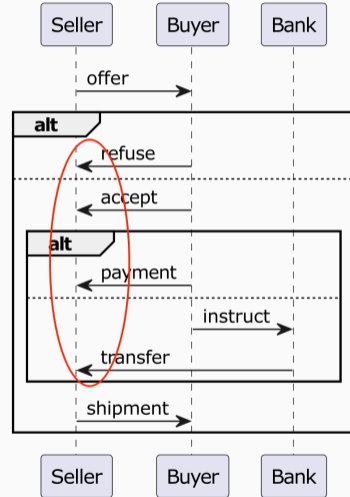 Seller Buyer Bank
offer
alt
refuse
accept
alt
payment
instruct
transfer
shipment
Seller Buyer Bank